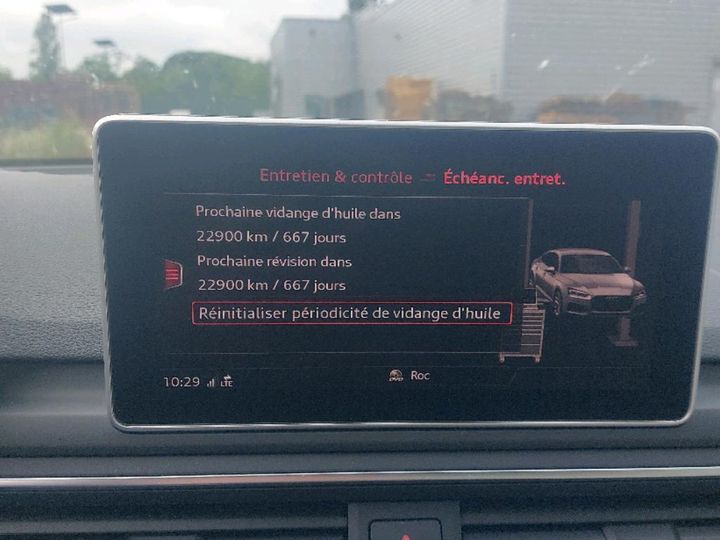 Entretien & contrôle Échéanc. entret.
Prochaine vidange d'huile dans
22900 km / 667 jours
Prochaine révision dans
22900 km / 667 jours
Réinitialiser périodicité de vidange d'huile
10:29 LTE
DVD Roc